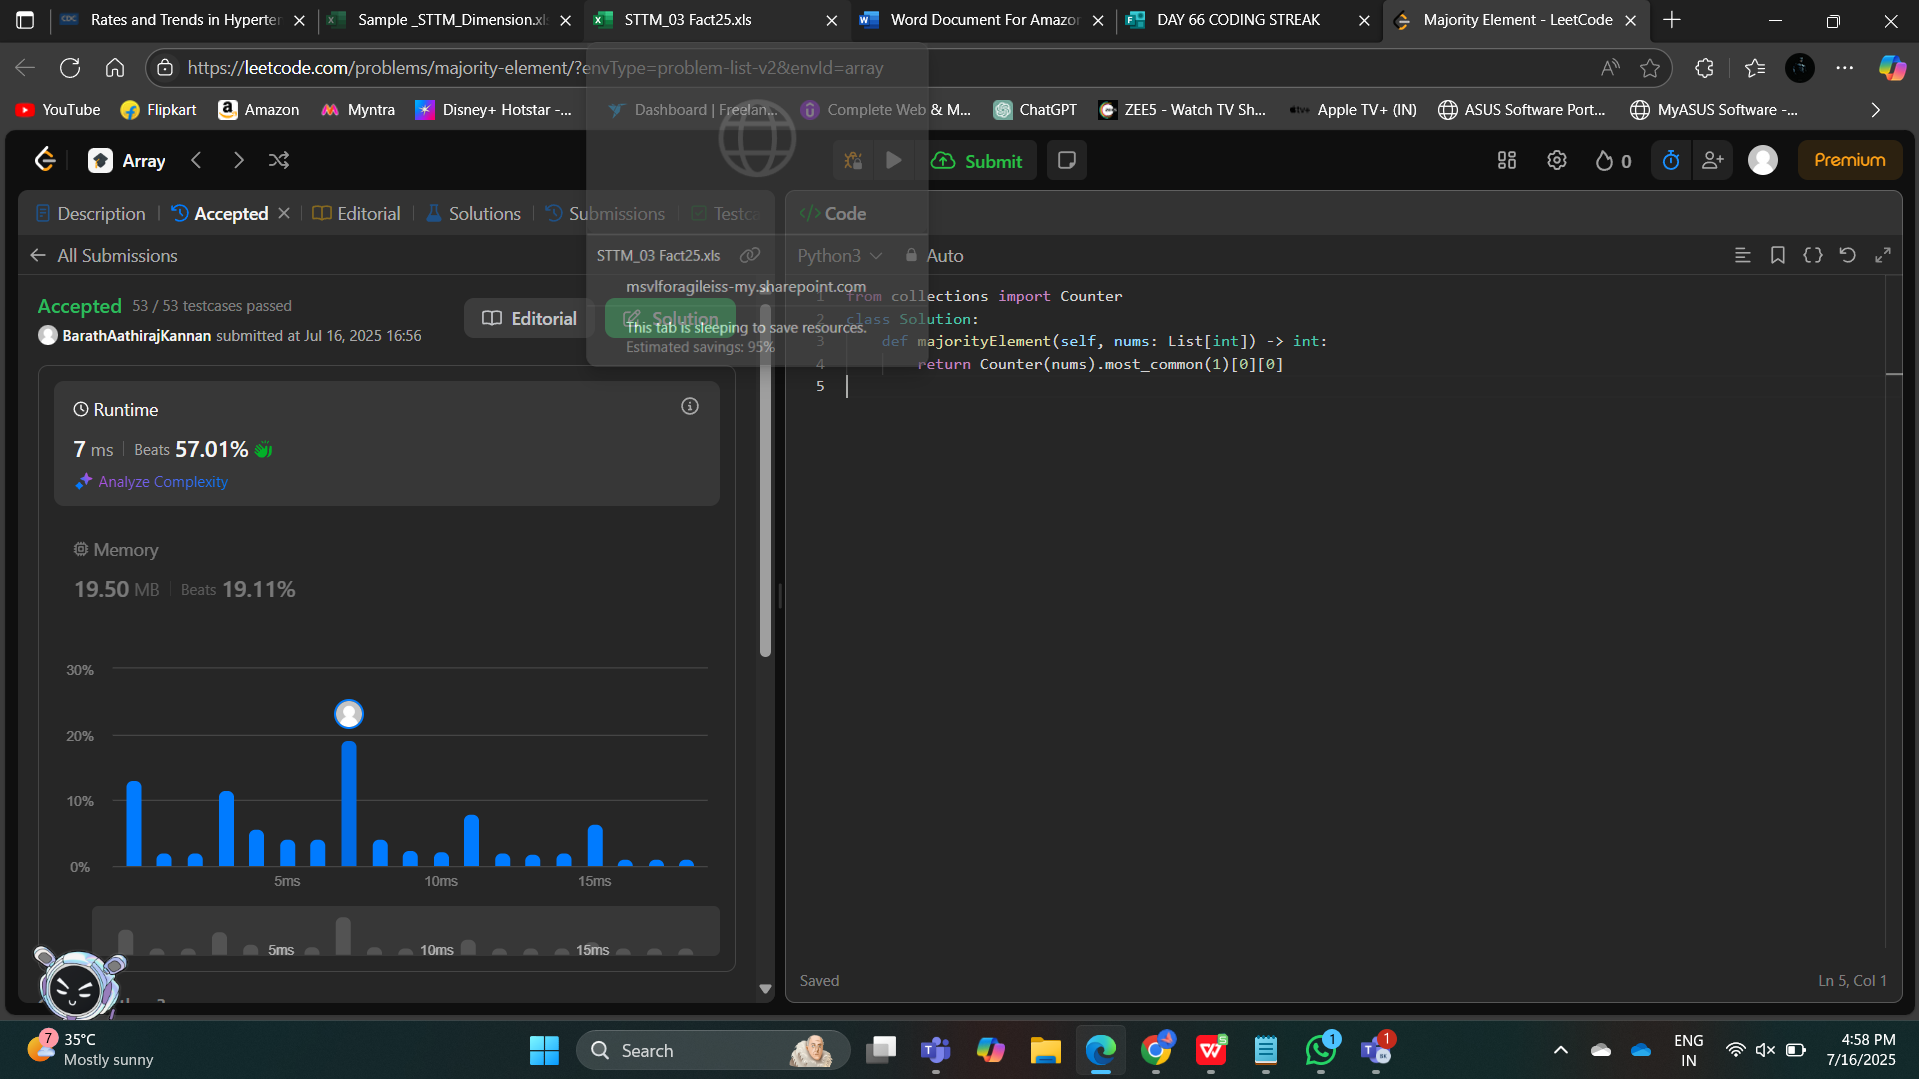 Rates and Trends in Hyperter
Sample _STTM_Dimension.xls
STTM_03 Fact25.xls
Word Document For Amazon
DAY 66 CODING STREAK
Majority Element - LeetCode
https://leetcode.com/problems/majority-element/?envType=problem-list-v2&envId=array
YouTube
Flipkart
Amazon
Myntra
Disney+ Hotstar -...
Dashboard | Freelan...
Complete Web & M...
ChatGPT
ZEE5 - Watch TV Sh...
Apple TV+ (IN)
ASUS Software Port...
MyASUS Software -...
Array
Submit
0
Premium
Description
Accepted
Editorial
Solutions
Submissions
Testca
Code
All Submissions
STTM_03 Fact25.xls
msvlforagileiss-my.sharepoint.com
This tab is sleeping to save resources.
Estimated savings: 95%
Python3
Auto
Accepted 53 / 53 testcases passed
BarathAathirajKannan submitted at Jul 16, 2025 16:56
Editorial
Solution
1 from collections import Counter
2 class Solution:
3 def majorityElement(self, nums: List[int]) -> int:
4 return Counter(nums).most_common(1)[0][0]
5
Runtime
7 ms Beats 57.01%
Analyze Complexity
Memory
19.50 MB Beats 19.11%
30%
20%
10%
0%
5ms 10ms 15ms
5ms 10ms 15ms
Saved
Ln 5, Col 1
7
35°C
Mostly sunny
Search
1
1
ENG
IN
4:58 PM
7/16/2025